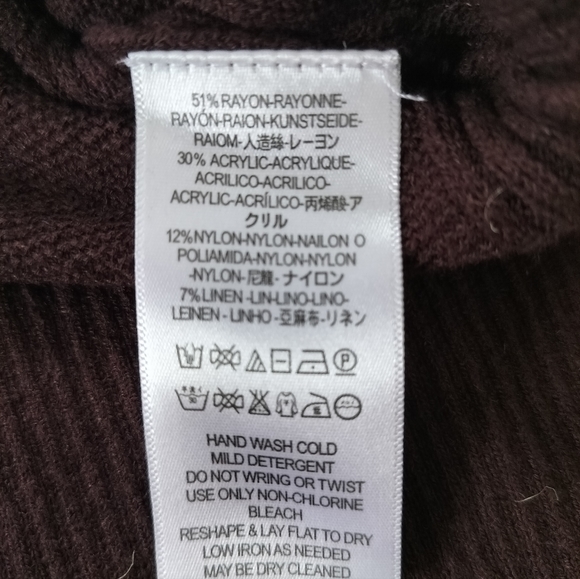 51% RAYON-RAYONNE-
RAYÓN-RAION-KUNSTSEIDE-
RAIOM-人造絲-レーヨン
30% ACRYLIC-ACRYLIQUE-
ACRILICO-ACRILICO-
ACRYLIC-ACRÍLICO-丙烯酸-ア
クリル
12%NYLON-NYLON-NAILON O
POLIAMIDA-NYLON-NYLON
-NYLON-尼龍-ナイロン
7%LINEN-LIN-LINO-LINO-
LEINEN-LINHO-亞麻布-リネン
P
HAND WASH COLD
MILD DETERGENT
DO NOT WRING OR TWIST
USE ONLY NON-CHLORINE
BLEACH
RESHAPE & LAY FLAT TO DRY
LOW IRON AS NEEDED
MAY BE DRY CLEANED